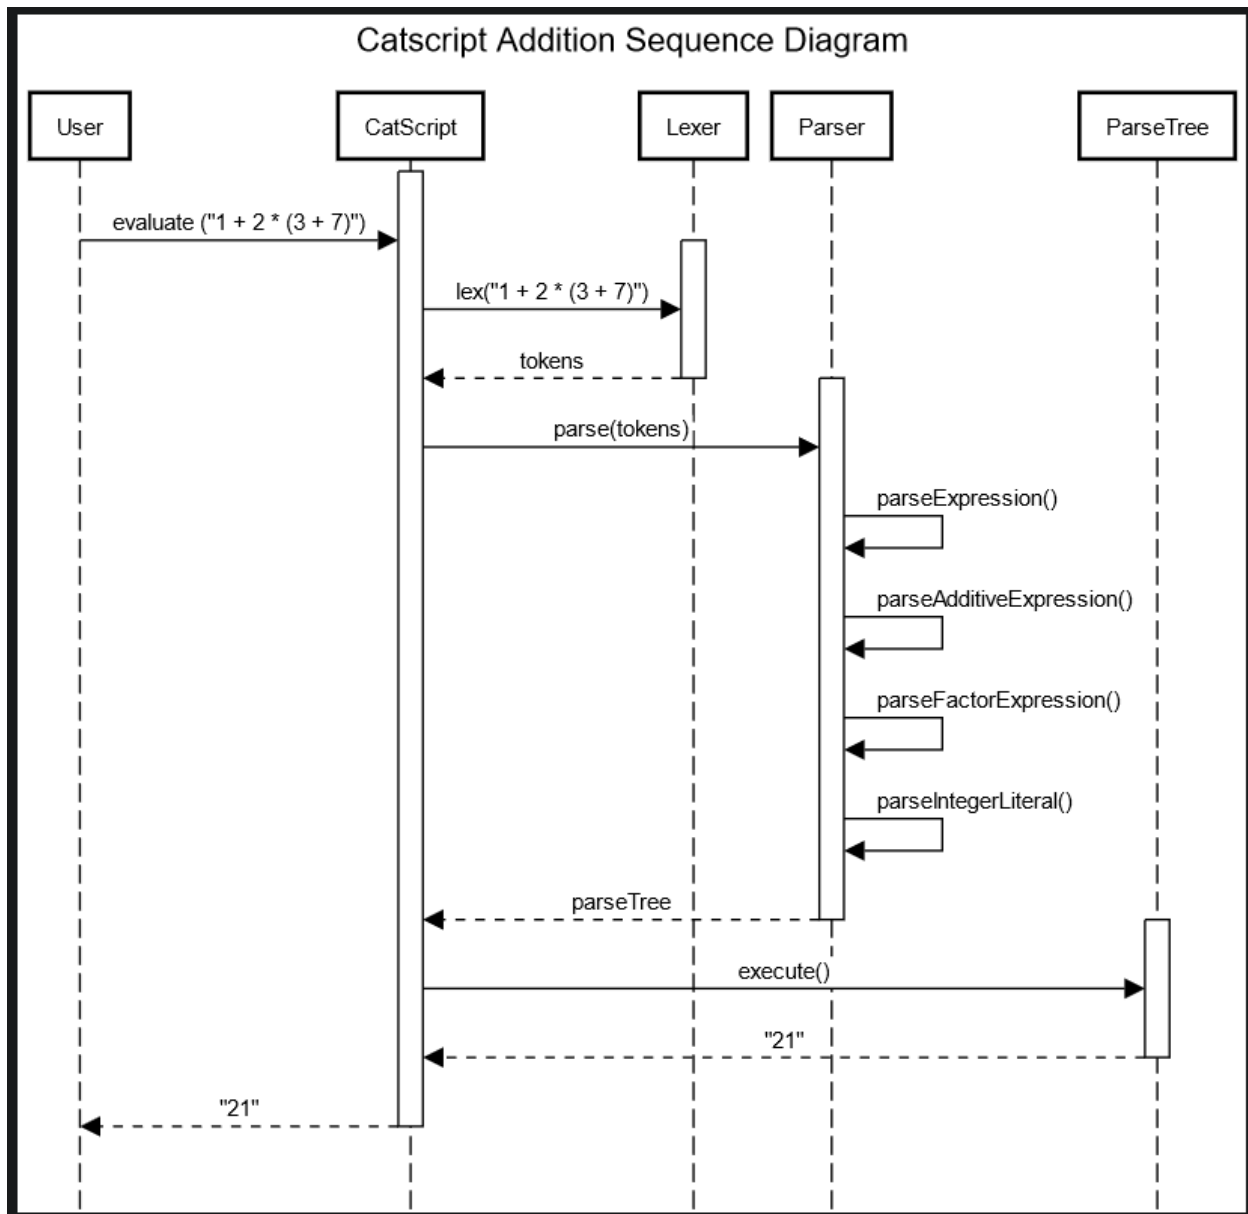 Catscript Addition Sequence Diagram
User
CatScript
Lexer
Parser
ParseTree
evaluate ("1 + 2 * (3 + 7)")
lex("1 + 2 * (3 + 7)")
tokens
parse(tokens)
parseExpression()
parseAdditiveExpression()
parseFactorExpression()
parseIntegerLiteral()
parseTree
execute()
"21"
"21"